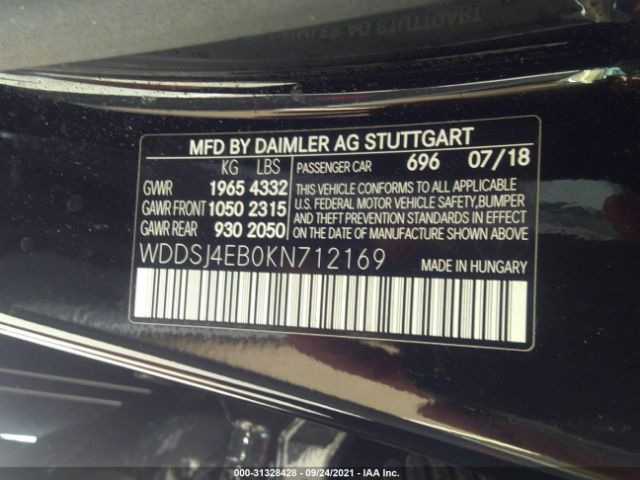 MFD BY DAIMLER AG STUTTGART
KG LBS PASSENGER CAR 696 07/18
GVWR 1965 4332
GAWR FRONT 1050 2315
GAWR REAR 930 2050
THIS VEHICLE CONFORMS TO ALL APPLICABLE
U.S. FEDERAL MOTOR VEHICLE SAFETY,BUMPER
AND THEFT PREVENTION STANDARDS IN EFFECT
ON THE DATE OF MANUFACTURE SHOWN ABOVE.
WDDSJ4EB0KN712169 MADE IN HUNGARY
000-31328428 - 09/24/2021 - IAA Inc.